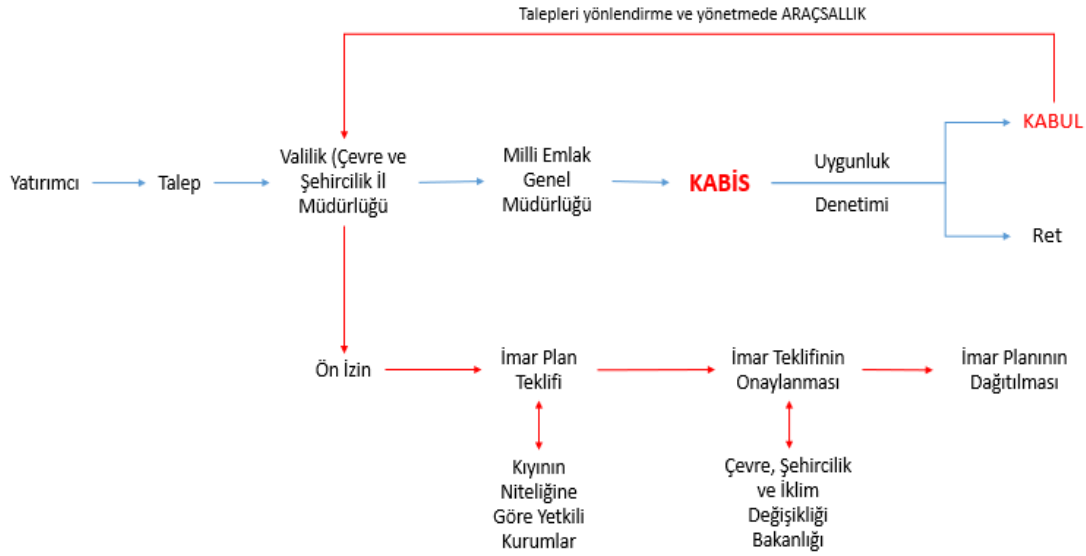 Talepleri yönlendirme ve yönetmede ARAÇSALLIK
Yatırımcı
Talep
Valilik (Çevre ve
Şehircilik İl
Müdürlüğü
Milli Emlak
Genel
Müdürlüğü
KABİS
Uygunluk
Denetimi
KABUL
Ret
Ön İzin
İmar Plan
Teklifi
İmar Teklifinin
Onaylanması
İmar Planının
Dağıtılması
Kıyının
Niteliğine
Göre Yetkili
Kurumlar
Çevre, Şehircilik
ve İklim
Değişikliği
Bakanlığı